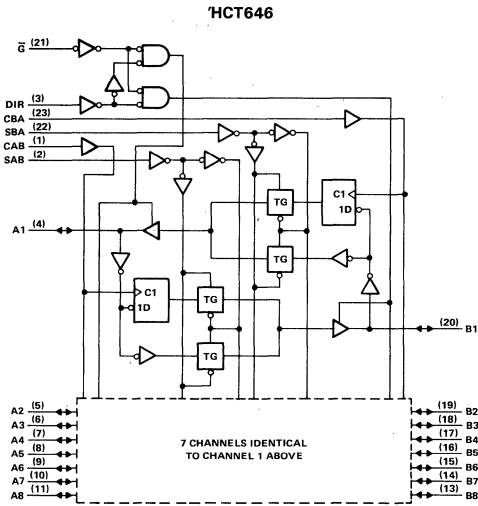 'HCT646
G̅ (21)
DIR (3)
CBA (23)
SBA (22)
CAB (1)
SAB (2)
TG C1
1D
A1 (4)
TG
C1 TG
1D
(20) B1
TG
A2 (5) (19) B2
A3 (6) (18) B3
A4 (7) 7 CHANNELS IDENTICAL (17) B4
A5 (8) TO CHANNEL 1 ABOVE (16) B5
A6 (9) (15) B6
A7 (10) (14) B7
A8 (11) (13) B8